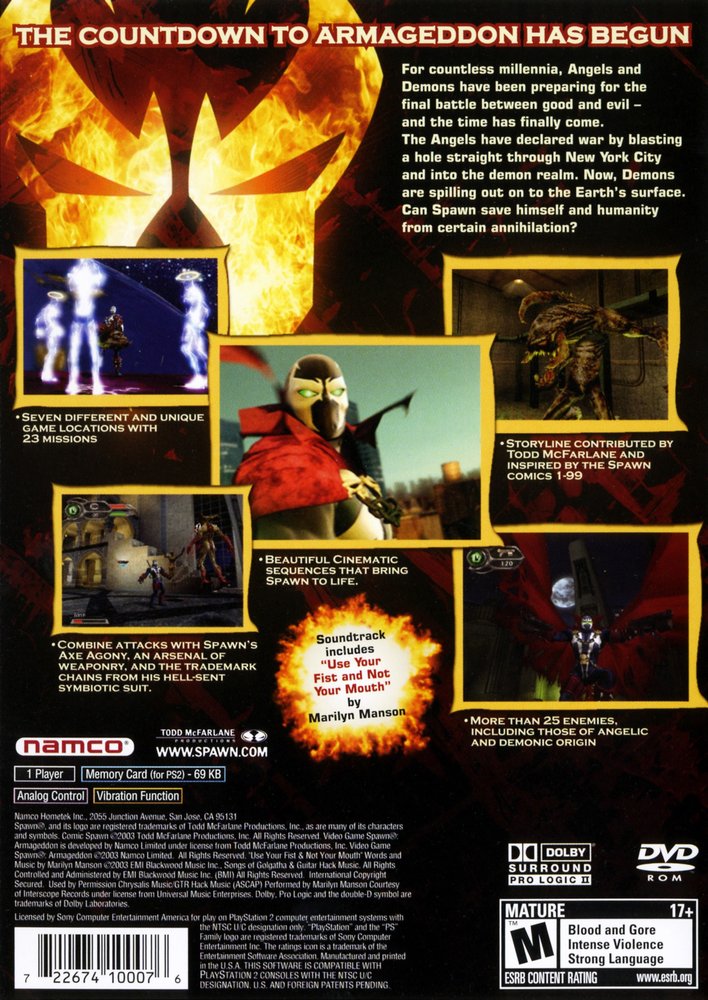 THE COUNTDOWN TO ARMAGEDDON HAS BEGUN
For countless millennia, Angels and
Demons have been preparing for the
final battle between good and evil –
and the time has finally come.
The Angels have declared war by blasting
a hole straight through New York City
and into the demon realm. Now, Demons
are spilling out on to the Earth's surface.
Can Spawn save himself and humanity
from certain annihilation?
•SEVEN DIFFERENT AND UNIQUE
GAME LOCATIONS WITH
23 MISSIONS
•STORYLINE CONTRIBUTED BY
TODD MCFARLANE AND
INSPIRED BY THE SPAWN
COMICS 1-99
•BEAUTIFUL CINEMATIC
SEQUENCES THAT BRING
SPAWN TO LIFE.
120
•COMBINE ATTACKS WITH SPAWN'S
AXE AGONY, AN ARSENAL OF
WEAPONRY, AND THE TRADEMARK
CHAINS FROM HIS HELL-SENT
SYMBIOTIC SUIT.
Soundtrack
includes
"Use Your
Fist and Not
Your Mouth"
by
Marilyn Manson
•MORE THAN 25 ENEMIES,
INCLUDING THOSE OF ANGELIC
AND DEMONIC ORIGIN
namco®
TODD McFARLANE
PRODUCTIONS
WWW.SPAWN.COM
1 Player
Memory Card (for PS2) - 69 KB
Analog Control
Vibration Function
Namco Hometek Inc., 2055 Junction Avenue, San Jose, CA 95131
Spawn®, and its logo are registered trademarks of Todd McFarlane Productions, Inc., as are many of its characters
and symbols. Comic Spawn ©2003 Todd McFarlane Productions, Inc. All Rights Reserved. Video Game Spawn®:
Armageddon is developed by Namco Limited under license from Todd McFarlane Productions, Inc. Video Game
Spawn®: Armageddon ©2003 Namco Limited. All Rights Reserved. 'Use Your Fist & Not Your Mouth' Words and
Music by Marilyn Manson ©2003 EMI Blackwood Music Inc., Songs of Golgatha & Guitar Hack Music. All Rights
Controlled and Administered by EMI Blackwood Music Inc. (BMI) All Rights Reserved. International Copyright
Secured. Used by Permission Chrysalis Music/GTR Hack Music (ASCAP) Performed by Marilyn Manson Courtesy
of Interscope Records under license from Universal Music Enterprises. Dolby, Pro Logic and the double-D symbol are
trademarks of Dolby Laboratories.
Licensed by Sony Computer Entertainment America for play on PlayStation 2 computer entertainment systems with
the NTSC U/C designation only. "PlayStation" and the "PS"
Family logo are registered trademarks of Sony Computer
Entertainment Inc. The ratings icon is a trademark of the
Entertainment Software Association. Manufactured and printed
in the U.S.A. THIS SOFTWARE IS COMPATIBLE WITH
PLAYSTATION 2 CONSOLES WITH THE NTSC U/C
DESIGNATION. U.S. AND FOREIGN PATENTS PENDING.
7 22674 10007 6
DOLBY
SURROUND
PRO LOGIC II
DVD
ROM
MATURE 17+
M
Blood and Gore
Intense Violence
Strong Language
ESRB CONTENT RATING www.esrb.org